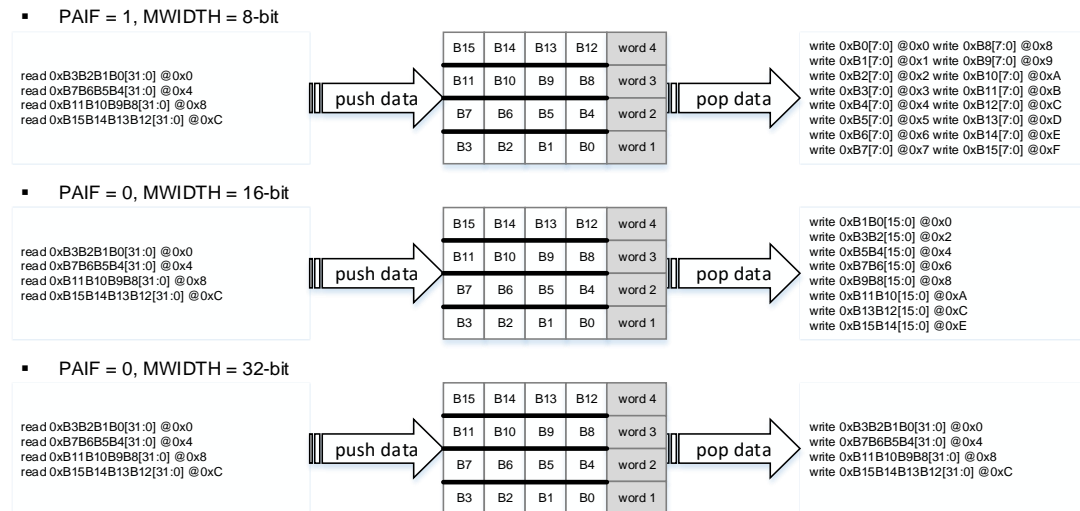 ▪ PAIF = 1, MWIDTH = 8-bit
read 0xB3B2B1B0[31:0] @0x0
read 0xB7B6B5B4[31:0] @0x4
read 0xB11B10B9B8[31:0] @0x8
read 0xB15B14B13B12[31:0] @0xC
push data
B15 B14 B13 B12 word 4
B11 B10 B9 B8 word 3
B7 B6 B5 B4 word 2
B3 B2 B1 B0 word 1
pop data
write 0xB0[7:0] @0x0 write 0xB8[7:0] @0x8
write 0xB1[7:0] @0x1 write 0xB9[7:0] @0x9
write 0xB2[7:0] @0x2 write 0xB10[7:0] @0xA
write 0xB3[7:0] @0x3 write 0xB11[7:0] @0xB
write 0xB4[7:0] @0x4 write 0xB12[7:0] @0xC
write 0xB5[7:0] @0x5 write 0xB13[7:0] @0xD
write 0xB6[7:0] @0x6 write 0xB14[7:0] @0xE
write 0xB7[7:0] @0x7 write 0xB15[7:0] @0xF
▪ PAIF = 0, MWIDTH = 16-bit
read 0xB3B2B1B0[31:0] @0x0
read 0xB7B6B5B4[31:0] @0x4
read 0xB11B10B9B8[31:0] @0x8
read 0xB15B14B13B12[31:0] @0xC
push data
B15 B14 B13 B12 word 4
B11 B10 B9 B8 word 3
B7 B6 B5 B4 word 2
B3 B2 B1 B0 word 1
pop data
write 0xB1B0[15:0] @0x0
write 0xB3B2[15:0] @0x2
write 0xB5B4[15:0] @0x4
write 0xB7B6[15:0] @0x6
write 0xB9B8[15:0] @0x8
write 0xB11B10[15:0] @0xA
write 0xB13B12[15:0] @0xC
write 0xB15B14[15:0] @0xE
▪ PAIF = 0, MWIDTH = 32-bit
read 0xB3B2B1B0[31:0] @0x0
read 0xB7B6B5B4[31:0] @0x4
read 0xB11B10B9B8[31:0] @0x8
read 0xB15B14B13B12[31:0] @0xC
push data
B15 B14 B13 B12 word 4
B11 B10 B9 B8 word 3
B7 B6 B5 B4 word 2
B3 B2 B1 B0 word 1
pop data
write 0xB3B2B1B0[31:0] @0x0
write 0xB7B6B5B4[31:0] @0x4
write 0xB11B10B9B8[31:0] @0x8
write 0xB15B14B13B12[31:0] @0xC